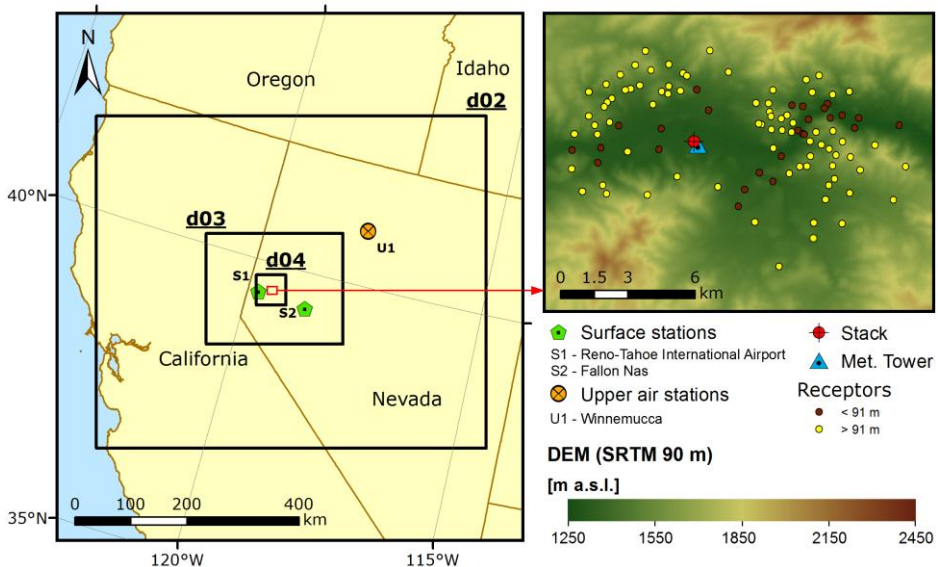 N
Oregon
Idaho
d02
40°N
d03
U1
d04
S1
S2
California
Nevada
0 100 200 400
km
35°N
120°W
115°W
0 1.5 3 6
km
Surface stations
S1 - Reno-Tahoe International Airport
S2 - Fallon Nas
Upper air stations
U1 - Winnemucca
Stack
Met. Tower
Receptors
< 91 m
> 91 m
DEM (SRTM 90 m)
[m a.s.l.]
1250 1550 1850 2150 2450